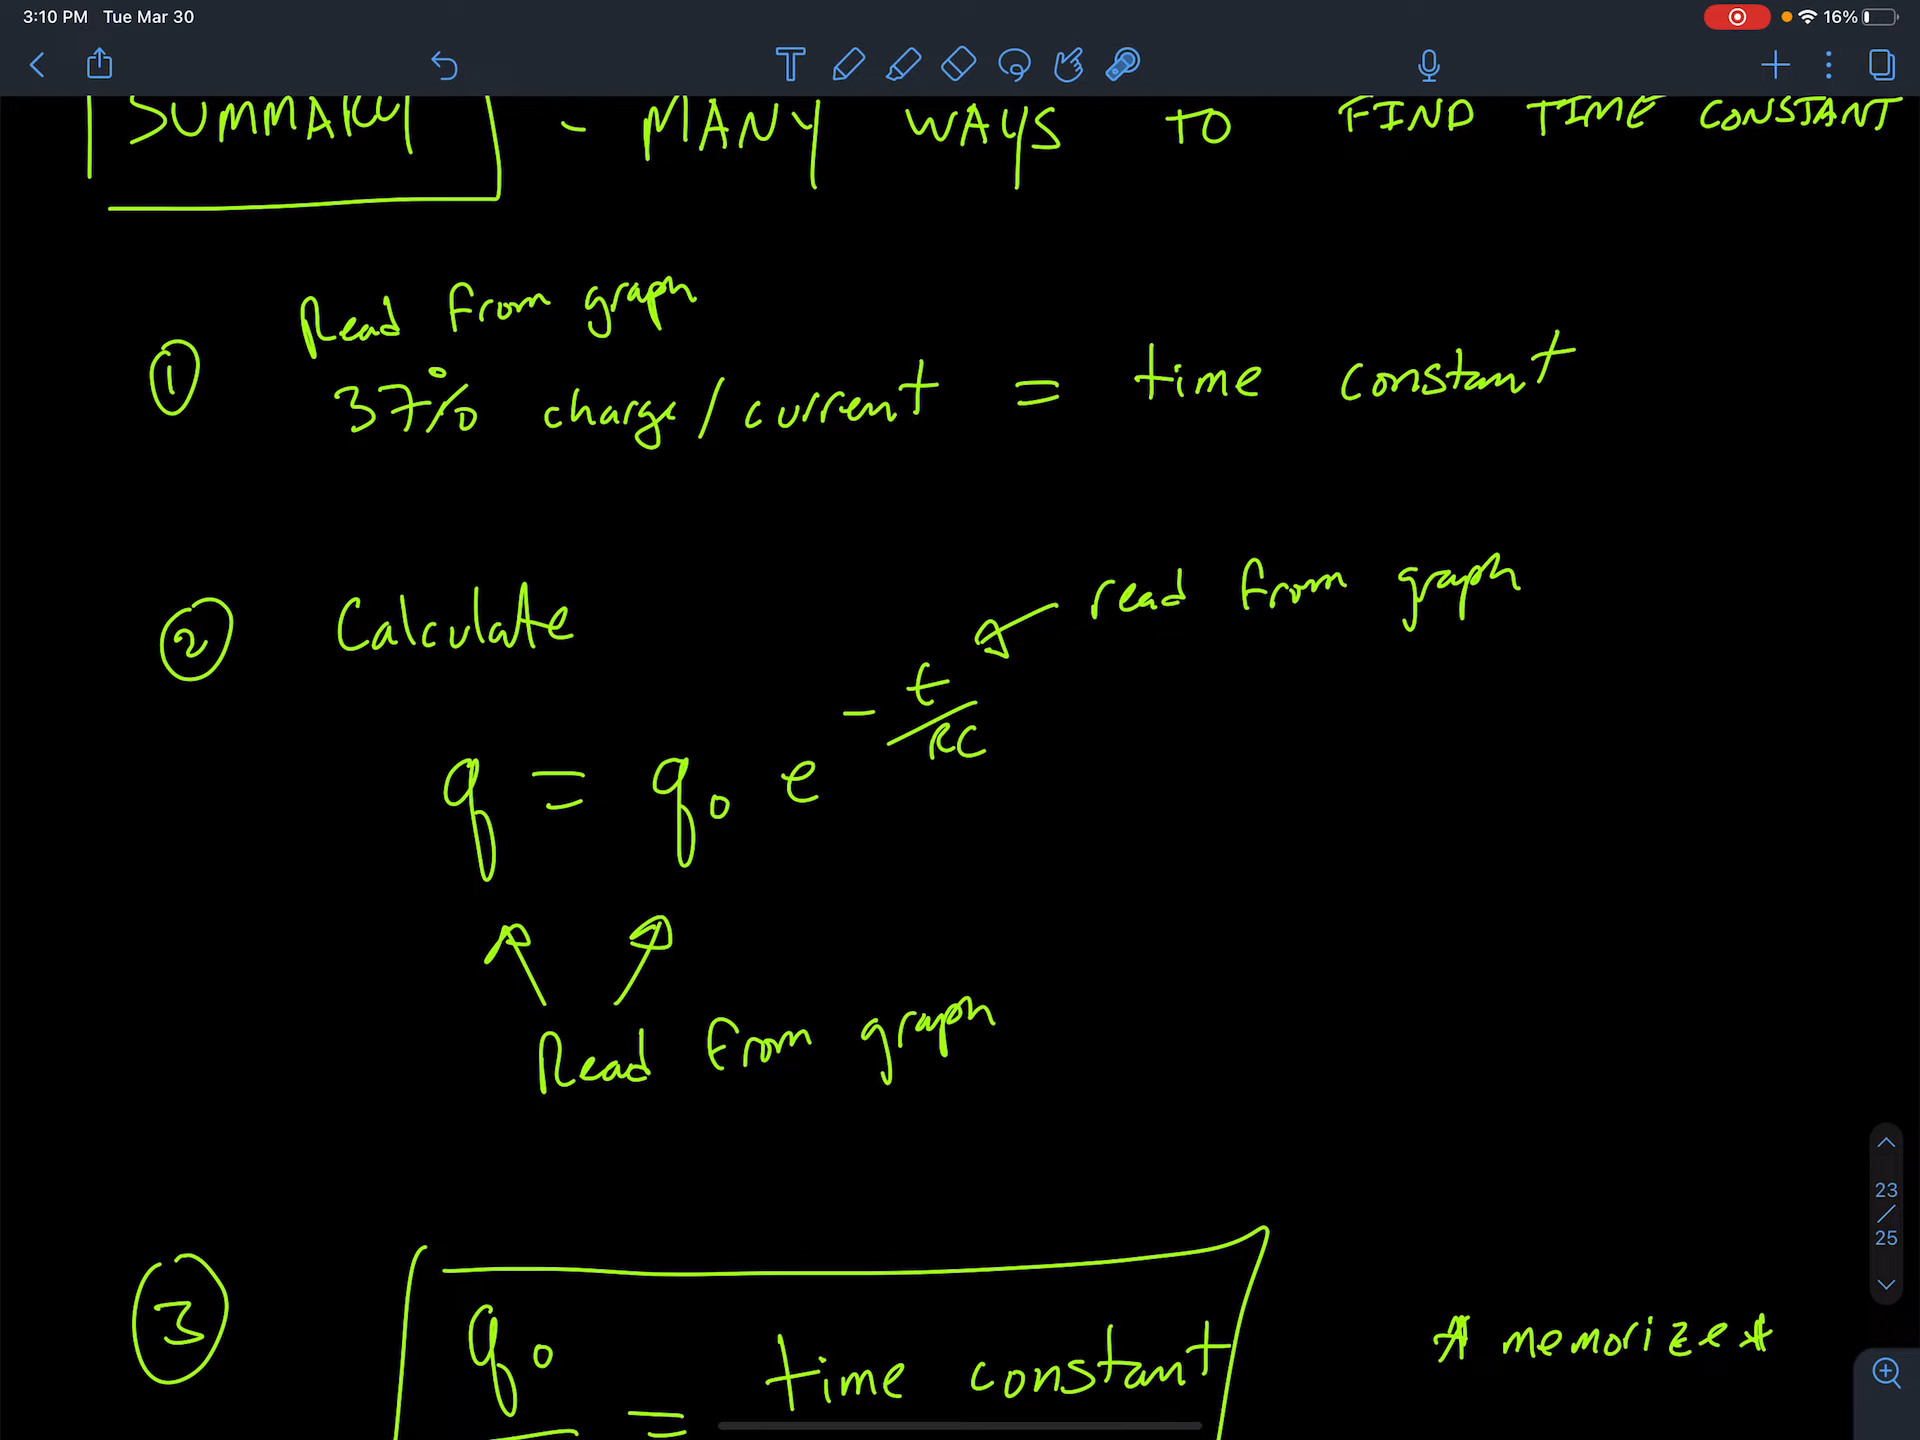 3:10 PM Tue Mar 30
16%
SUMMARY - MANY WAYS TO FIND TIME CONSTANT
Read from graph
① 37% charge/current = time constant
② Calculate
read from graph
q = q₀ e^(-t/RC)
Read from graph
③ q₀ = time constant
* memorize *
23
/
25